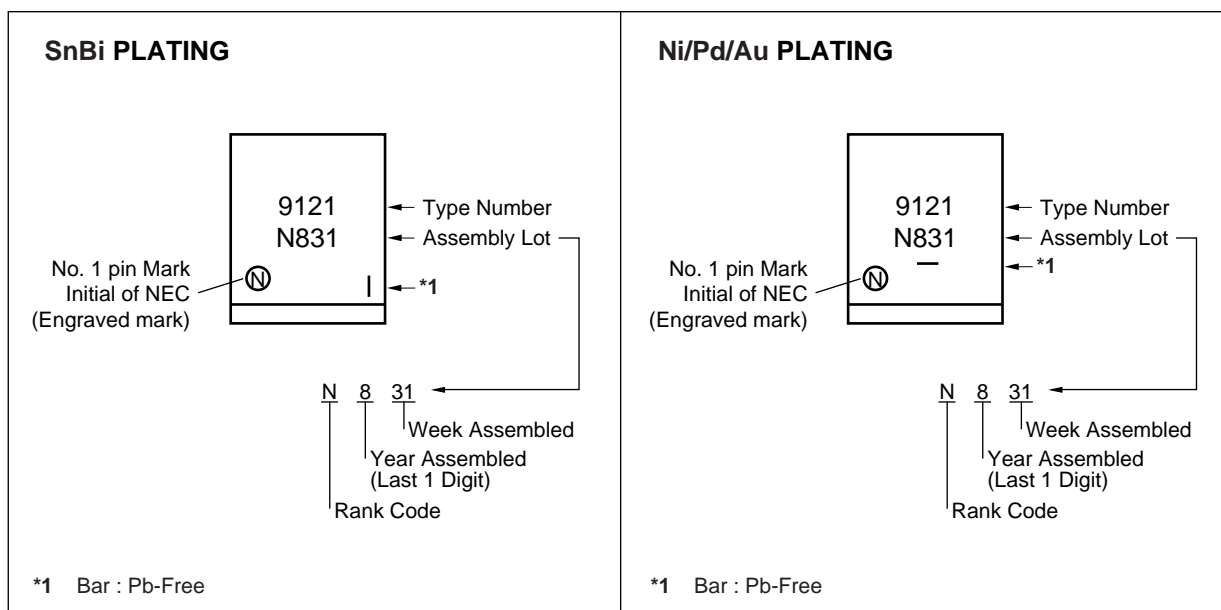 SnBi PLATING
9121
N831
N
Type Number
Assembly Lot
*1
No. 1 pin Mark
Initial of NEC
(Engraved mark)
N 8 31
Week Assembled
Year Assembled
(Last 1 Digit)
Rank Code
*1 Bar : Pb-Free
Ni/Pd/Au PLATING
9121
N831
N
Type Number
Assembly Lot
*1
No. 1 pin Mark
Initial of NEC
(Engraved mark)
N 8 31
Week Assembled
Year Assembled
(Last 1 Digit)
Rank Code
*1 Bar : Pb-Free